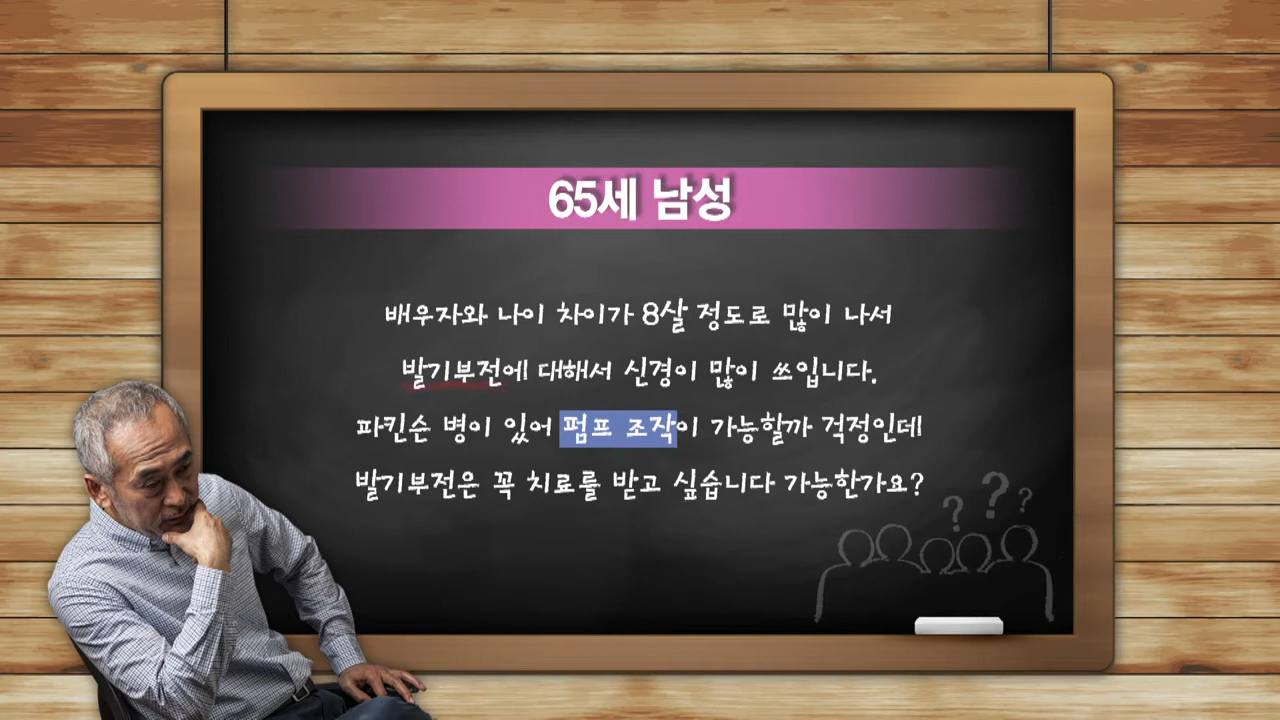 65세 남성
배우자와 나이 차이가 8살 정도로 많이 나서
발기부전에 대해서 신경이 많이 쓰입니다.
파킨슨 병이 있어 펌프 조작이 가능할까 걱정인데
발기부전은 꼭 치료를 받고 싶습니다 가능한가요?
? ? ?